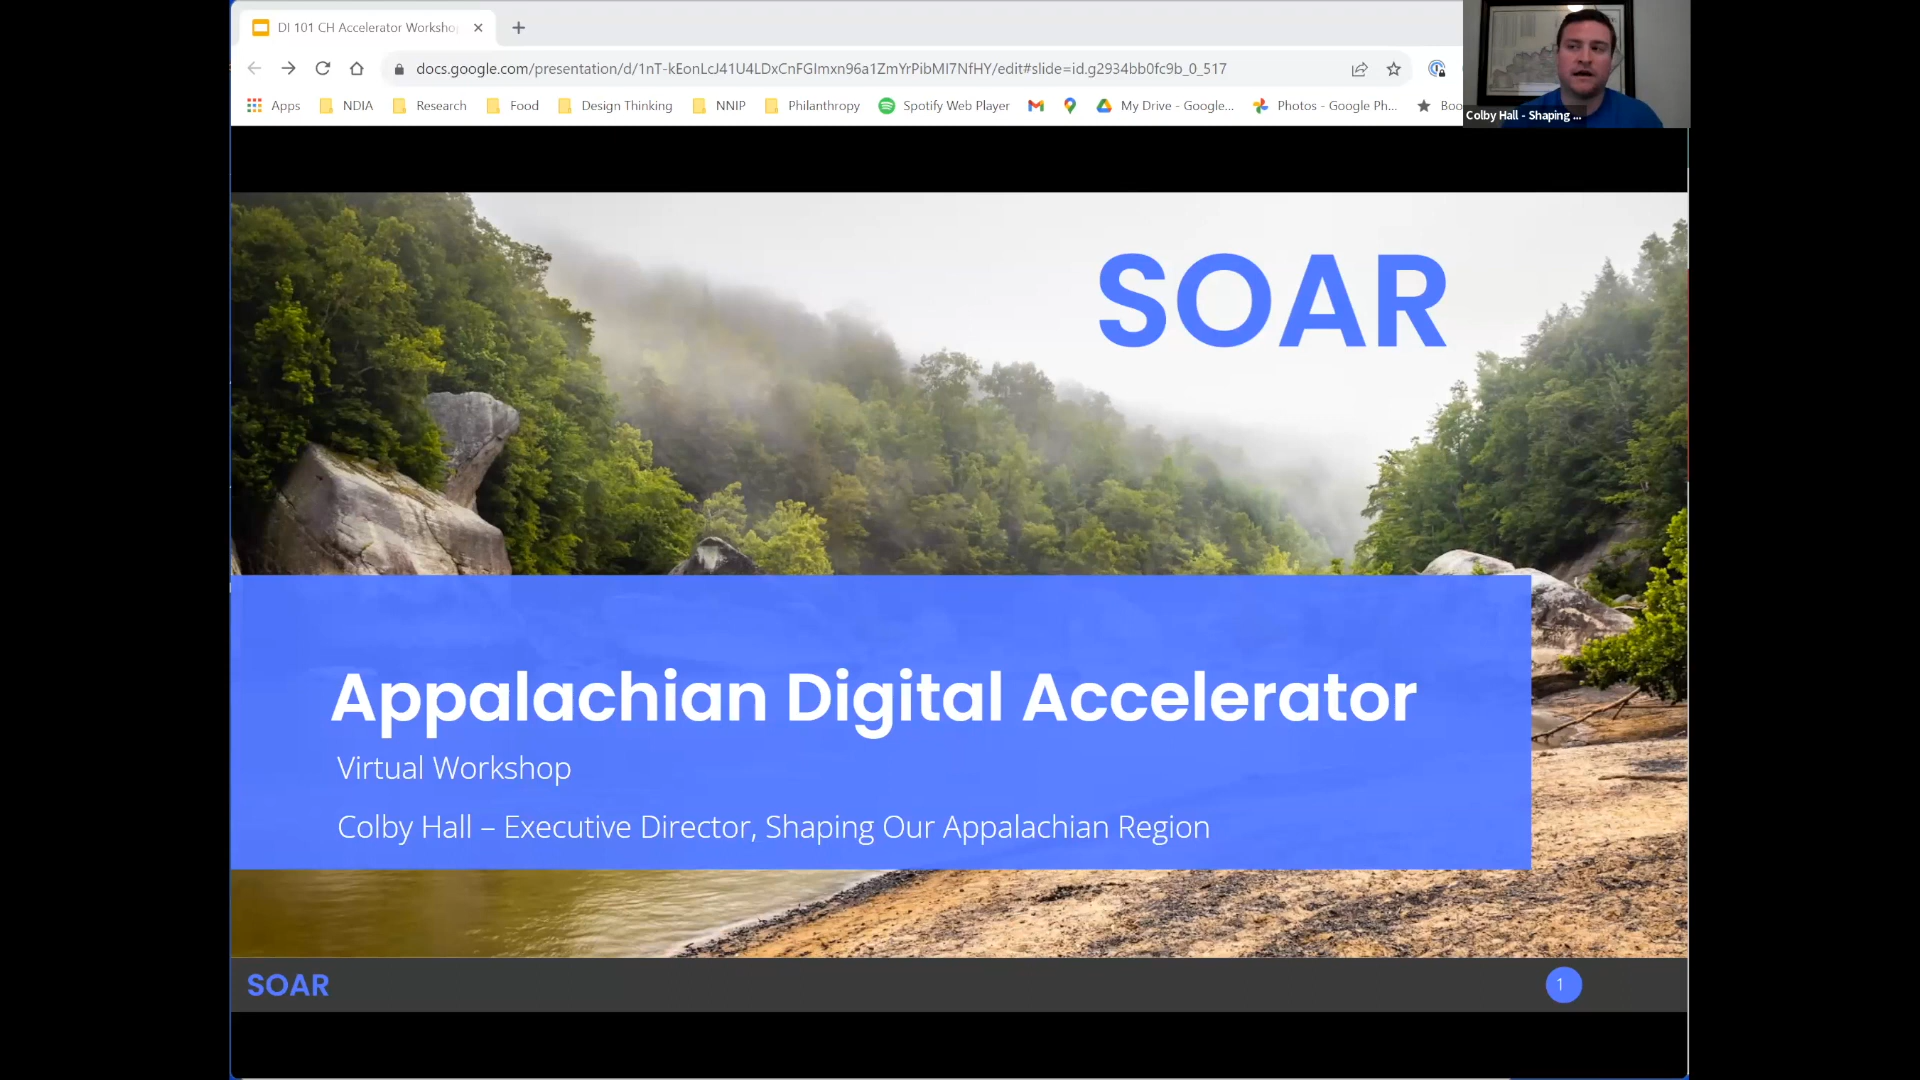 DI 101 CH Accelerator Workshop
docs.google.com/presentation/d/1nT-kEonLcJ41U4LDxCnFGImxn96a1ZmYrPibMI7NfHY/edit#slide=id.g2934bb0fc9b_0_517
Apps NDIA Research Food Design Thinking NNIP Philanthropy Spotify Web Player My Drive - Google... Photos - Google Ph... Boo
Colby Hall - Shaping ...
SOAR
Appalachian Digital Accelerator
Virtual Workshop
Colby Hall – Executive Director, Shaping Our Appalachian Region
SOAR
1